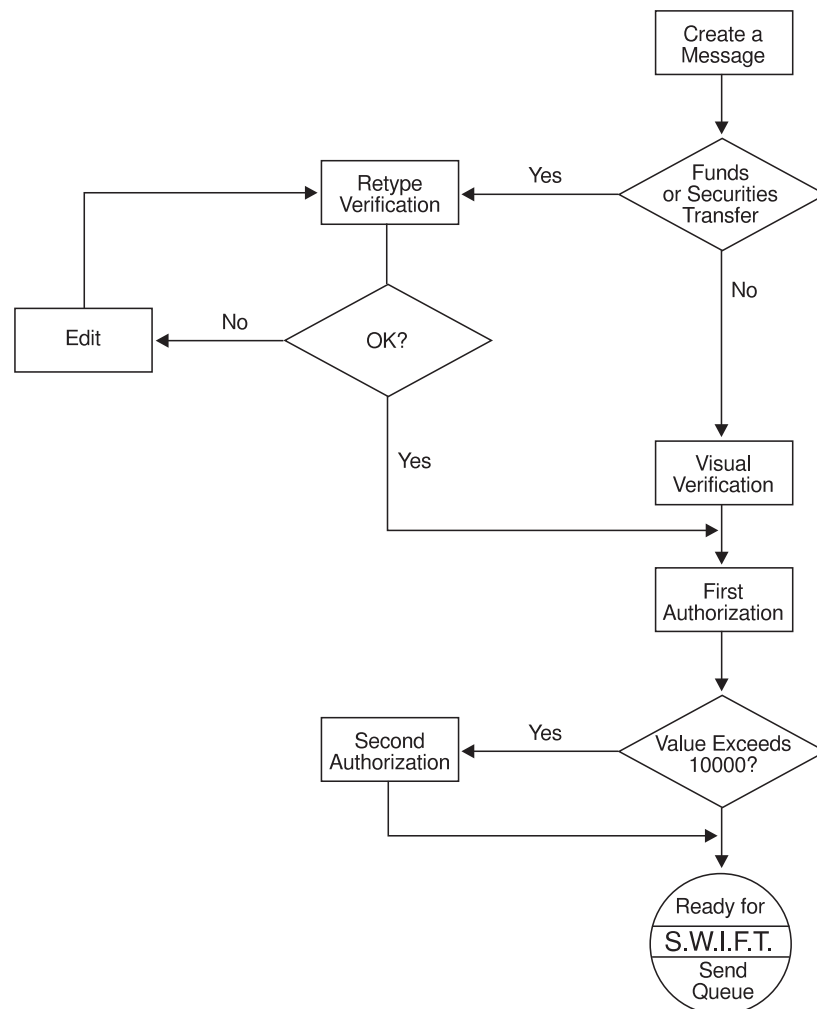 Create a
Message
Funds
or Securities
Transfer
Yes
Retype
Verification
No
OK?
No
Edit
Yes
Visual
Verification
First
Authorization
Value Exceeds
10000?
Yes
Second
Authorization
Ready for
S.W.I.F.T.
Send
Queue